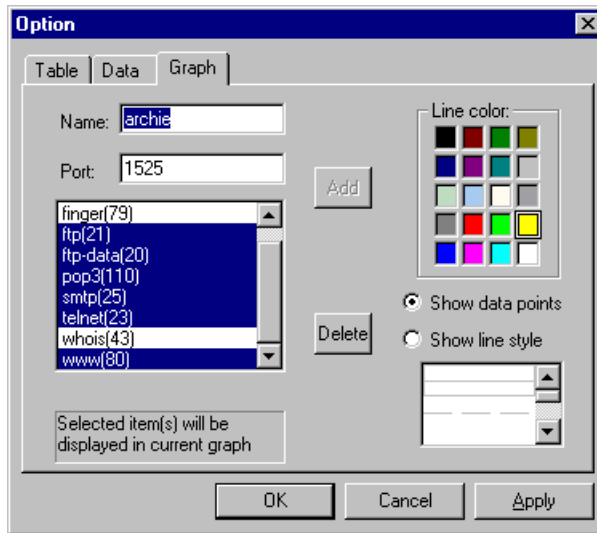 Option
Table Data Graph
Name: archie
Port: 1525
Add
finger(79)
ftp(21)
ftp-data(20)
pop3(110)
smtp(25)
telnet(23)
whois(43)
www(80)
Delete
Selected item(s) will be
displayed in current graph
Line color:
Show data points
Show line style
OK Cancel Apply